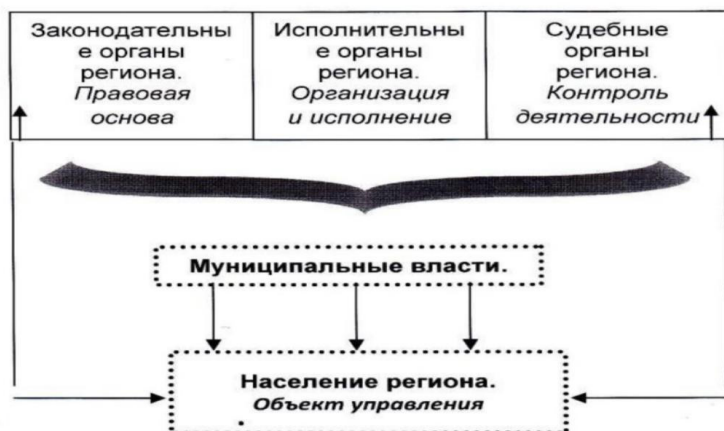 Законодательны
е органы
региона.
Правовая
основа
Исполнительны
е органы
региона.
Организация
и исполнение
Судебные
органы
региона.
Контроль
деятельности
Муниципальные власти.
Население региона.
Объект управления